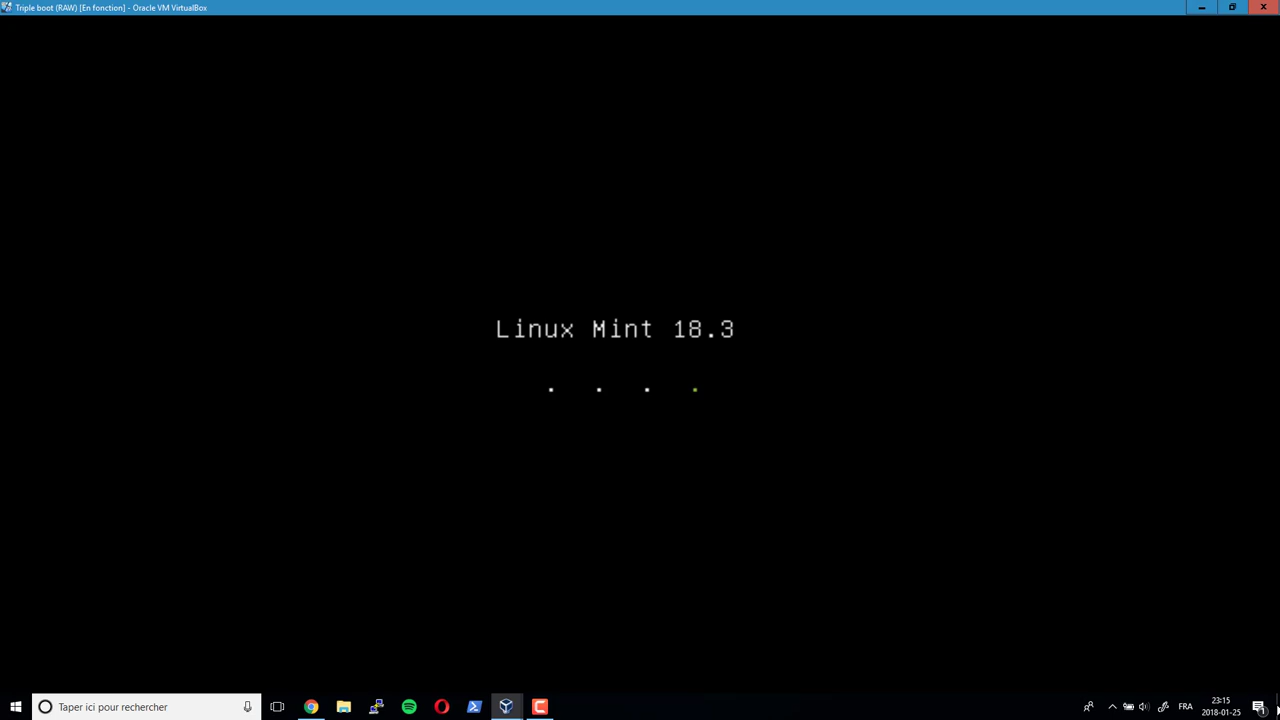 Triple boot (RAW) [En fonction] - Oracle VM VirtualBox
Linux Mint 18.3
. . . .
Taper ici pour rechercher
FRA
23:15
2018-01-25
1